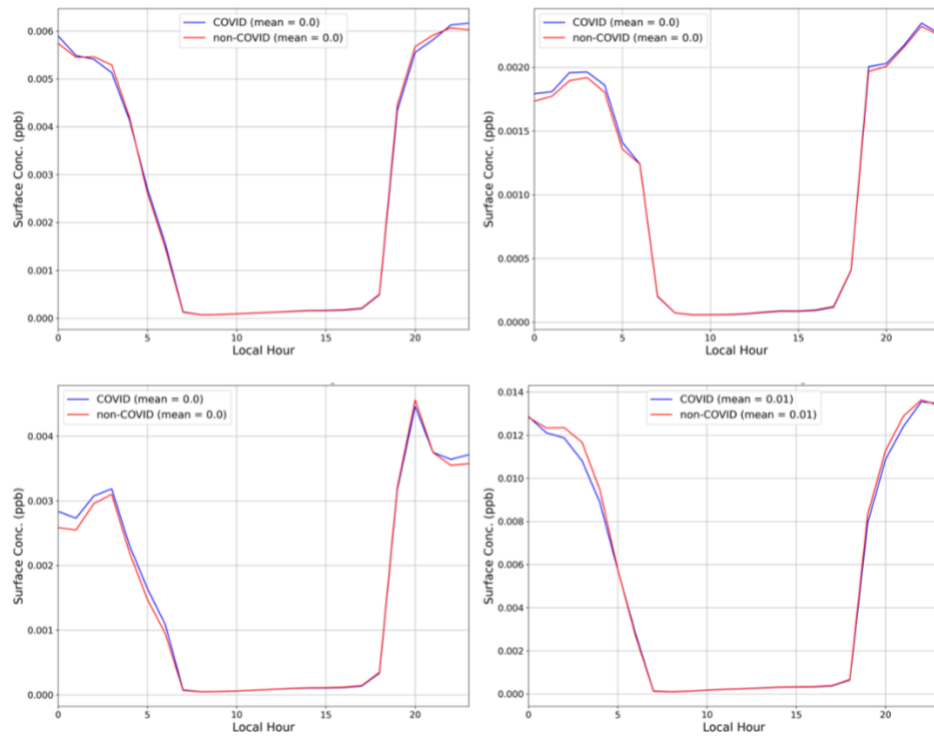 COVID (mean = 0.0)
non-COVID (mean = 0.0)
0.006
0.005
0.004
0.003
0.002
0.001
0.000
Surface Conc. (ppb)
0 5 10 15 20
Local Hour
COVID (mean = 0.0)
non-COVID (mean = 0.0)
0.0020
0.0015
0.0010
0.0005
0.0000
Surface Conc. (ppb)
0 5 10 15 20
Local Hour
COVID (mean = 0.0)
non-COVID (mean = 0.0)
0.004
0.003
0.002
0.001
0.000
Surface Conc. (ppb)
0 5 10 15 20
Local Hour
COVID (mean = 0.01)
non-COVID (mean = 0.01)
0.014
0.012
0.010
0.008
0.006
0.004
0.002
0.000
Surface Conc. (ppb)
0 5 10 15 20
Local Hour